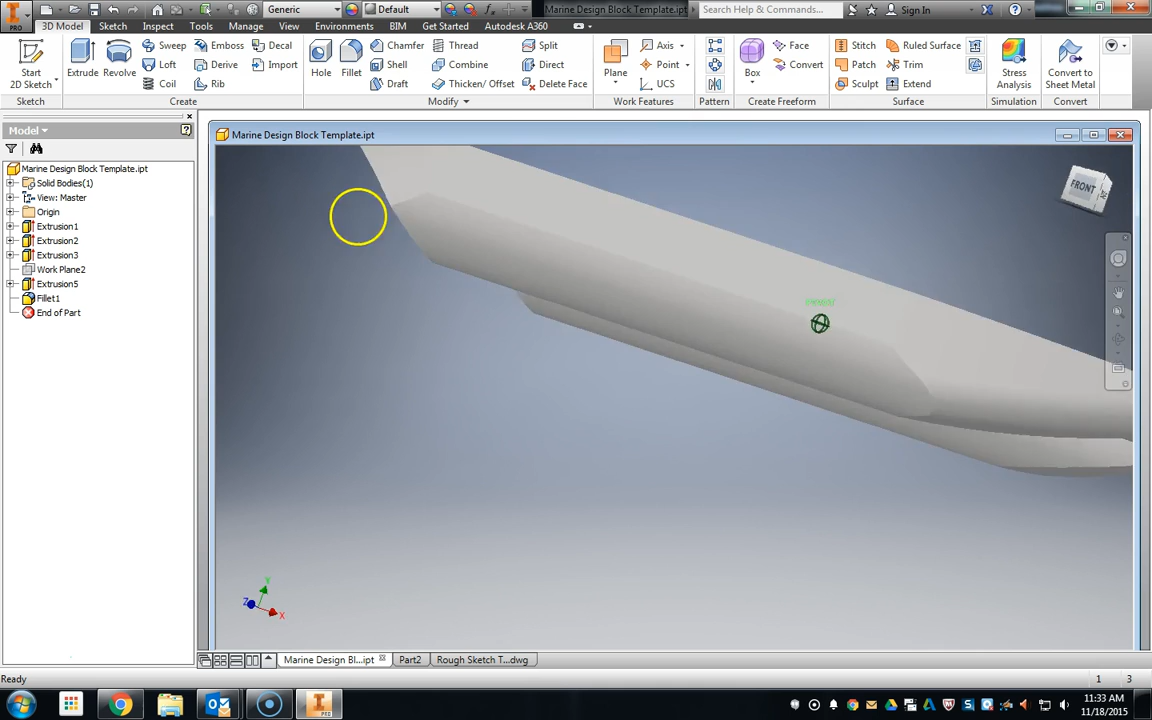 Generic
Default
Marine Design Block Template.ipt
Search Help & Commands...
Sign In
PRO
3D Model
Sketch
Inspect
Tools
Manage
View
Environments
BIM
Get Started
Autodesk A360
Start
2D Sketch
Extrude
Revolve
Sweep
Emboss
Decal
Loft
Derive
Import
Coil
Rib
Hole
Fillet
Chamfer
Thread
Split
Shell
Combine
Direct
Draft
Thicken/ Offset
Delete Face
Plane
Axis
Point
UCS
Box
Face
Convert
Stitch
Ruled Surface
Patch
Trim
Sculpt
Extend
Stress
Analysis
Convert to
Sheet Metal
Sketch
Create
Modify
Work Features
Pattern
Create Freeform
Surface
Simulation
Convert
Model
Marine Design Block Template.ipt
Marine Design Block Template.ipt
Solid Bodies(1)
View: Master
Origin
Extrusion1
Extrusion2
Extrusion3
Work Plane2
Extrusion5
Fillet1
End of Part
FRONT
Y
Z
X
Marine Design Bl...ipt
Part2
Rough Sketch T...dwg
Ready
1
3
11:33 AM
11/18/2015